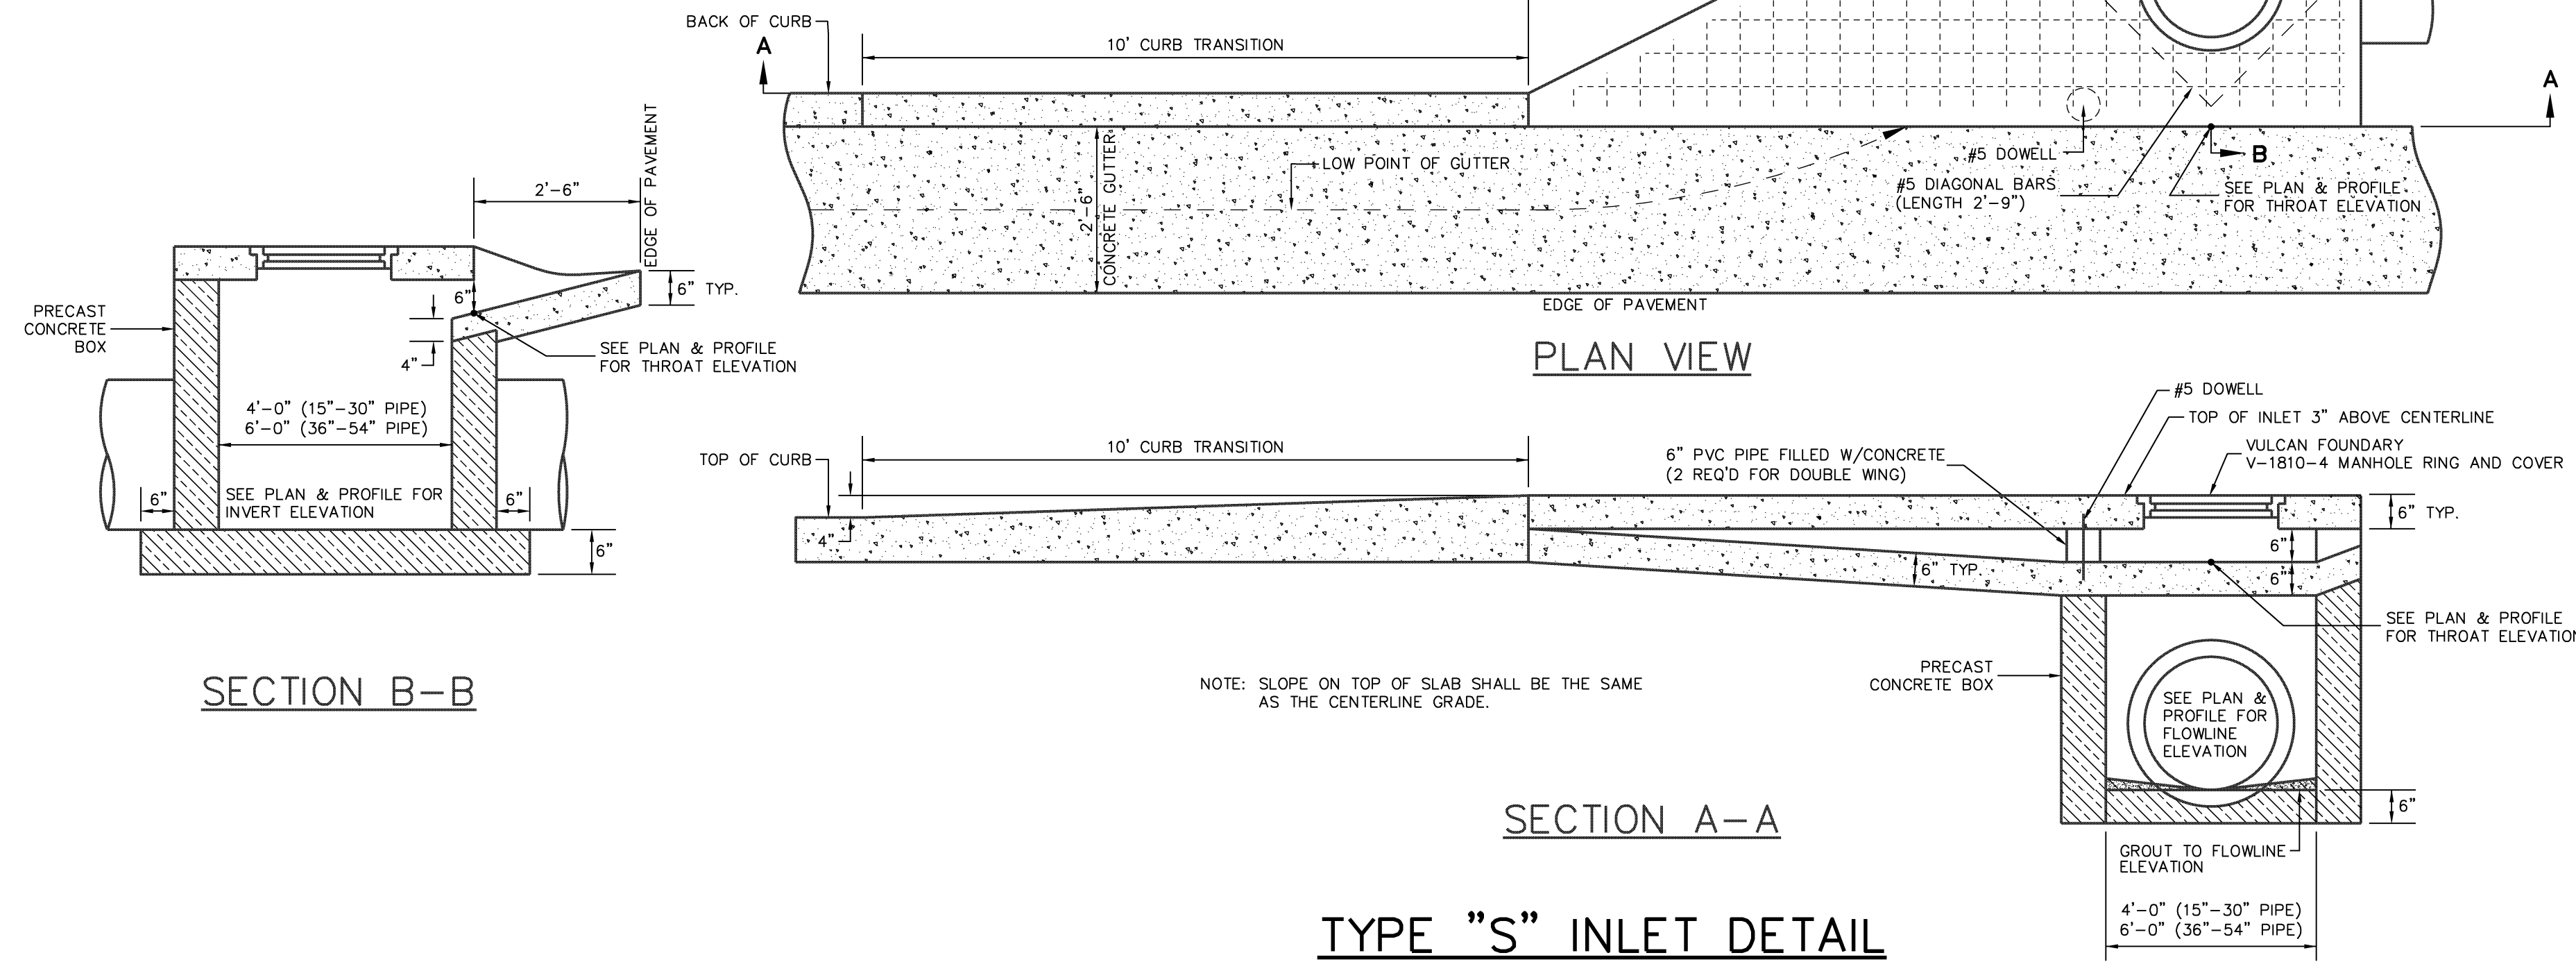 BACK OF CURB
A
10' CURB TRANSITION
A
LOW POINT OF GUTTER
2'-6"
CONCRETE GUTTER
#5 DOWELL
B
#5 DIAGONAL BARS
(LENGTH 2'-9")
SEE PLAN & PROFILE
FOR THROAT ELEVATION
EDGE OF PAVEMENT
PLAN VIEW
2'-6"
EDGE OF PAVEMENT
6" TYP.
6"
PRECAST
CONCRETE
BOX
4"
SEE PLAN & PROFILE
FOR THROAT ELEVATION
4'-0" (15"-30" PIPE)
6'-0" (36"-54" PIPE)
6"
SEE PLAN & PROFILE FOR
INVERT ELEVATION
6"
6"
SECTION B-B
TOP OF CURB
10' CURB TRANSITION
4"
6" PVC PIPE FILLED W/CONCRETE
(2 REQ'D FOR DOUBLE WING)
#5 DOWELL
TOP OF INLET 3" ABOVE CENTERLINE
VULCAN FOUNDARY
V-1810-4 MANHOLE RING AND COVER
6" TYP.
6"
6" TYP.
6"
SEE PLAN & PROFILE
FOR THROAT ELEVATION
NOTE: SLOPE ON TOP OF SLAB SHALL BE THE SAME
AS THE CENTERLINE GRADE.
PRECAST
CONCRETE BOX
SEE PLAN &
PROFILE FOR
FLOWLINE
ELEVATION
6"
GROUT TO FLOWLINE
ELEVATION
4'-0" (15"-30" PIPE)
6'-0" (36"-54" PIPE)
SECTION A-A
TYPE "S" INLET DETAIL